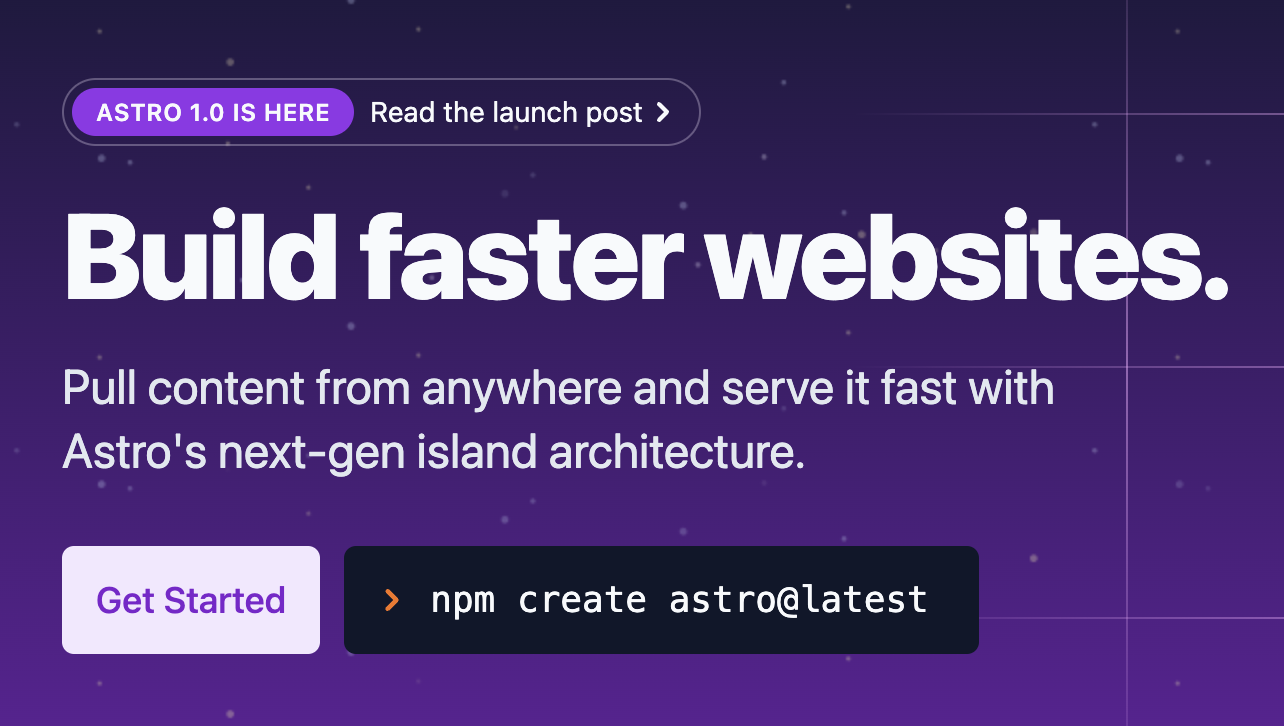 ASTRO 1.0 IS HERE Read the launch post
Build faster websites.
Pull content from anywhere and serve it fast with
Astro's next-gen island architecture.
Get Started
npm create astro@latest